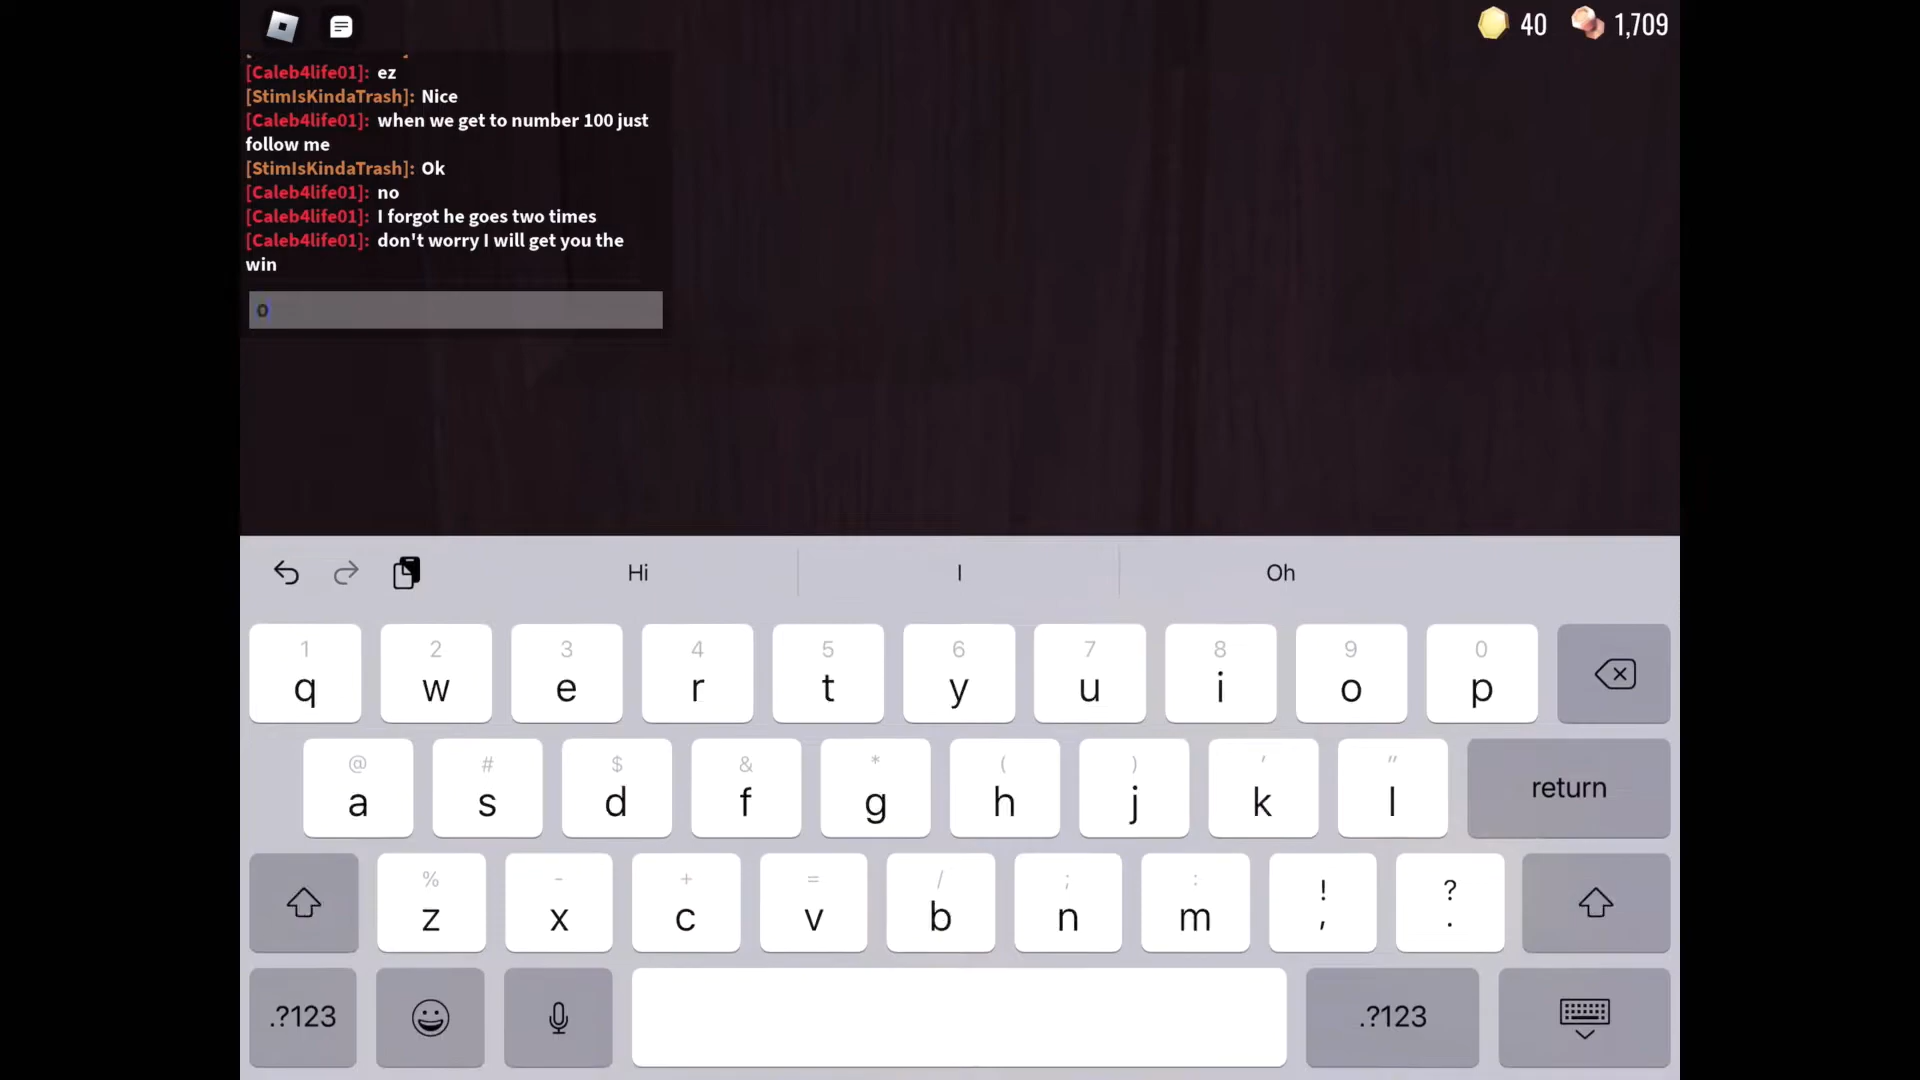 40 1,709
[Caleb4life01]: ez
[StimIsKindaTrash]: Nice
[Caleb4life01]: when we get to number 100 just
follow me
[StimIsKindaTrash]: Ok
[Caleb4life01]: no
[Caleb4life01]: I forgot he goes two times
[Caleb4life01]: don't worry I will get you the
win
o
Hi I Oh
1 2 3 4 5 6 7 8 9 0
q w e r t y u i o p
@ # $ & * ( ) ' "
a s d f g h j k l return
% - + = / ; : ! ?
z x c v b n m , .
.?123 .?123